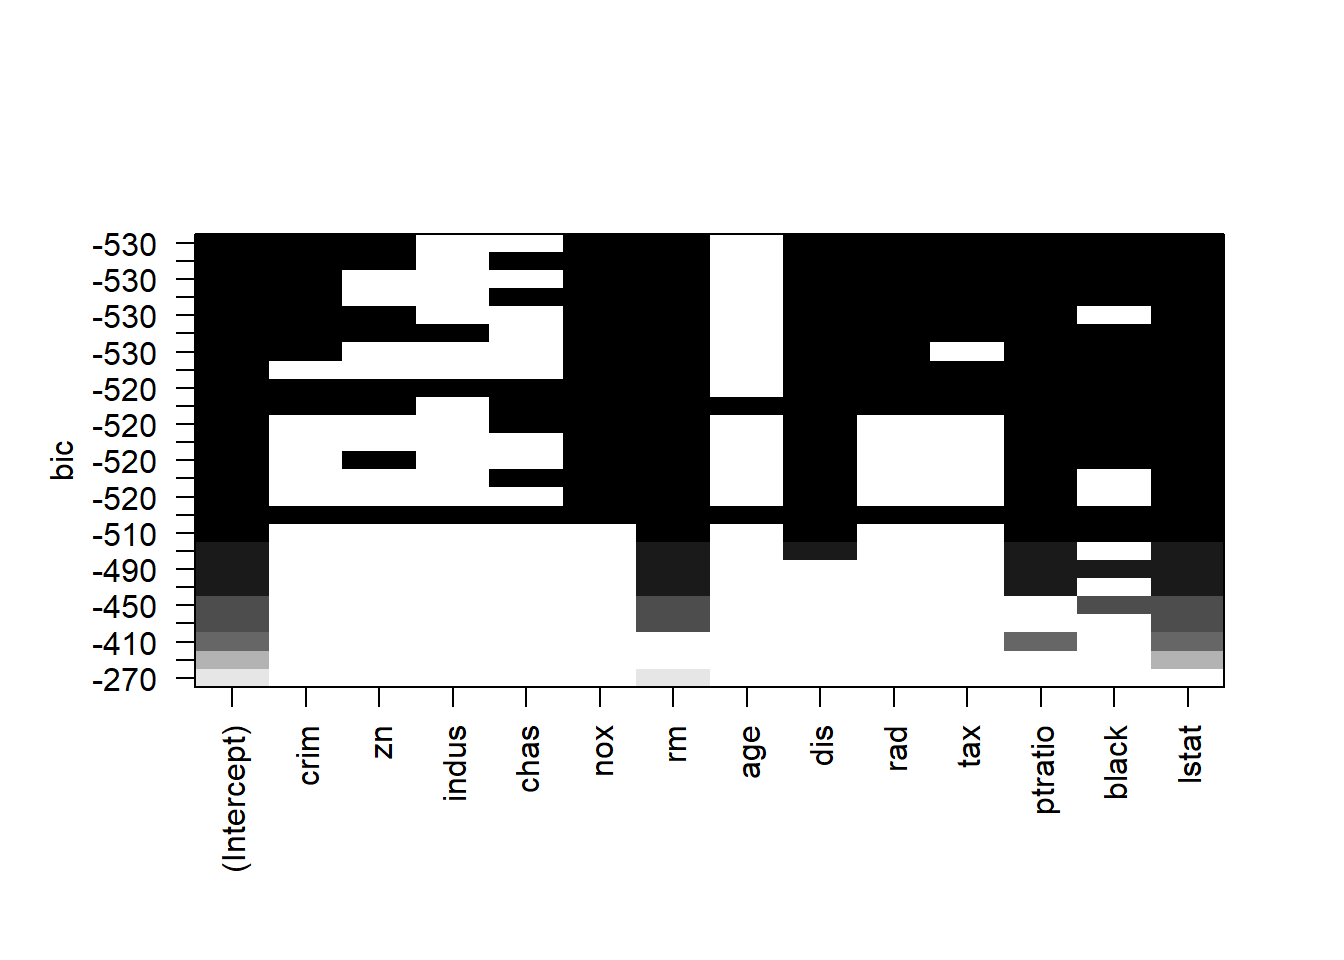 bic
-530
-530
-530
-530
-520
-520
-520
-520
-510
-490
-450
-410
-270
(Intercept)
crim
zn
indus
chas
nox
rm
age
dis
rad
tax
ptratio
black
lstat